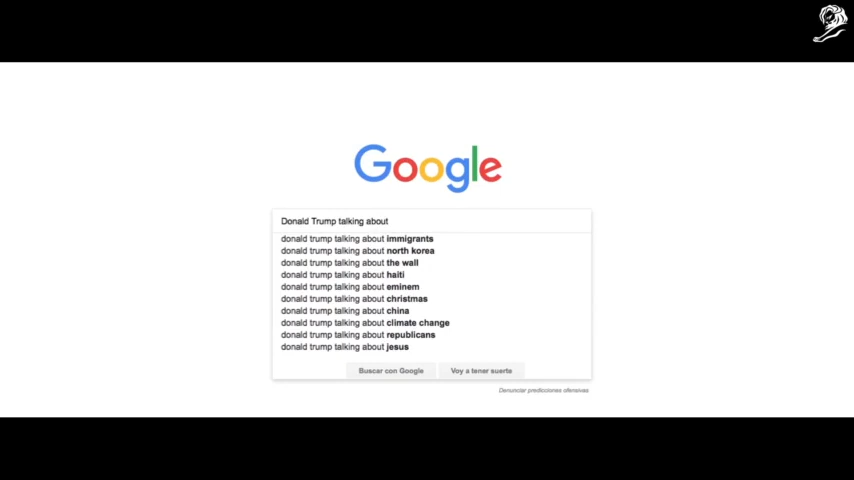 Google
Donald Trump talking about
donald trump talking about immigrants
donald trump talking about north korea
donald trump talking about the wall
donald trump talking about haiti
donald trump talking about eminem
donald trump talking about christmas
donald trump talking about china
donald trump talking about climate change
donald trump talking about republicans
donald trump talking about jesus
Buscar con Google Voy a tener suerte
Denunciar predicciones ofensivas